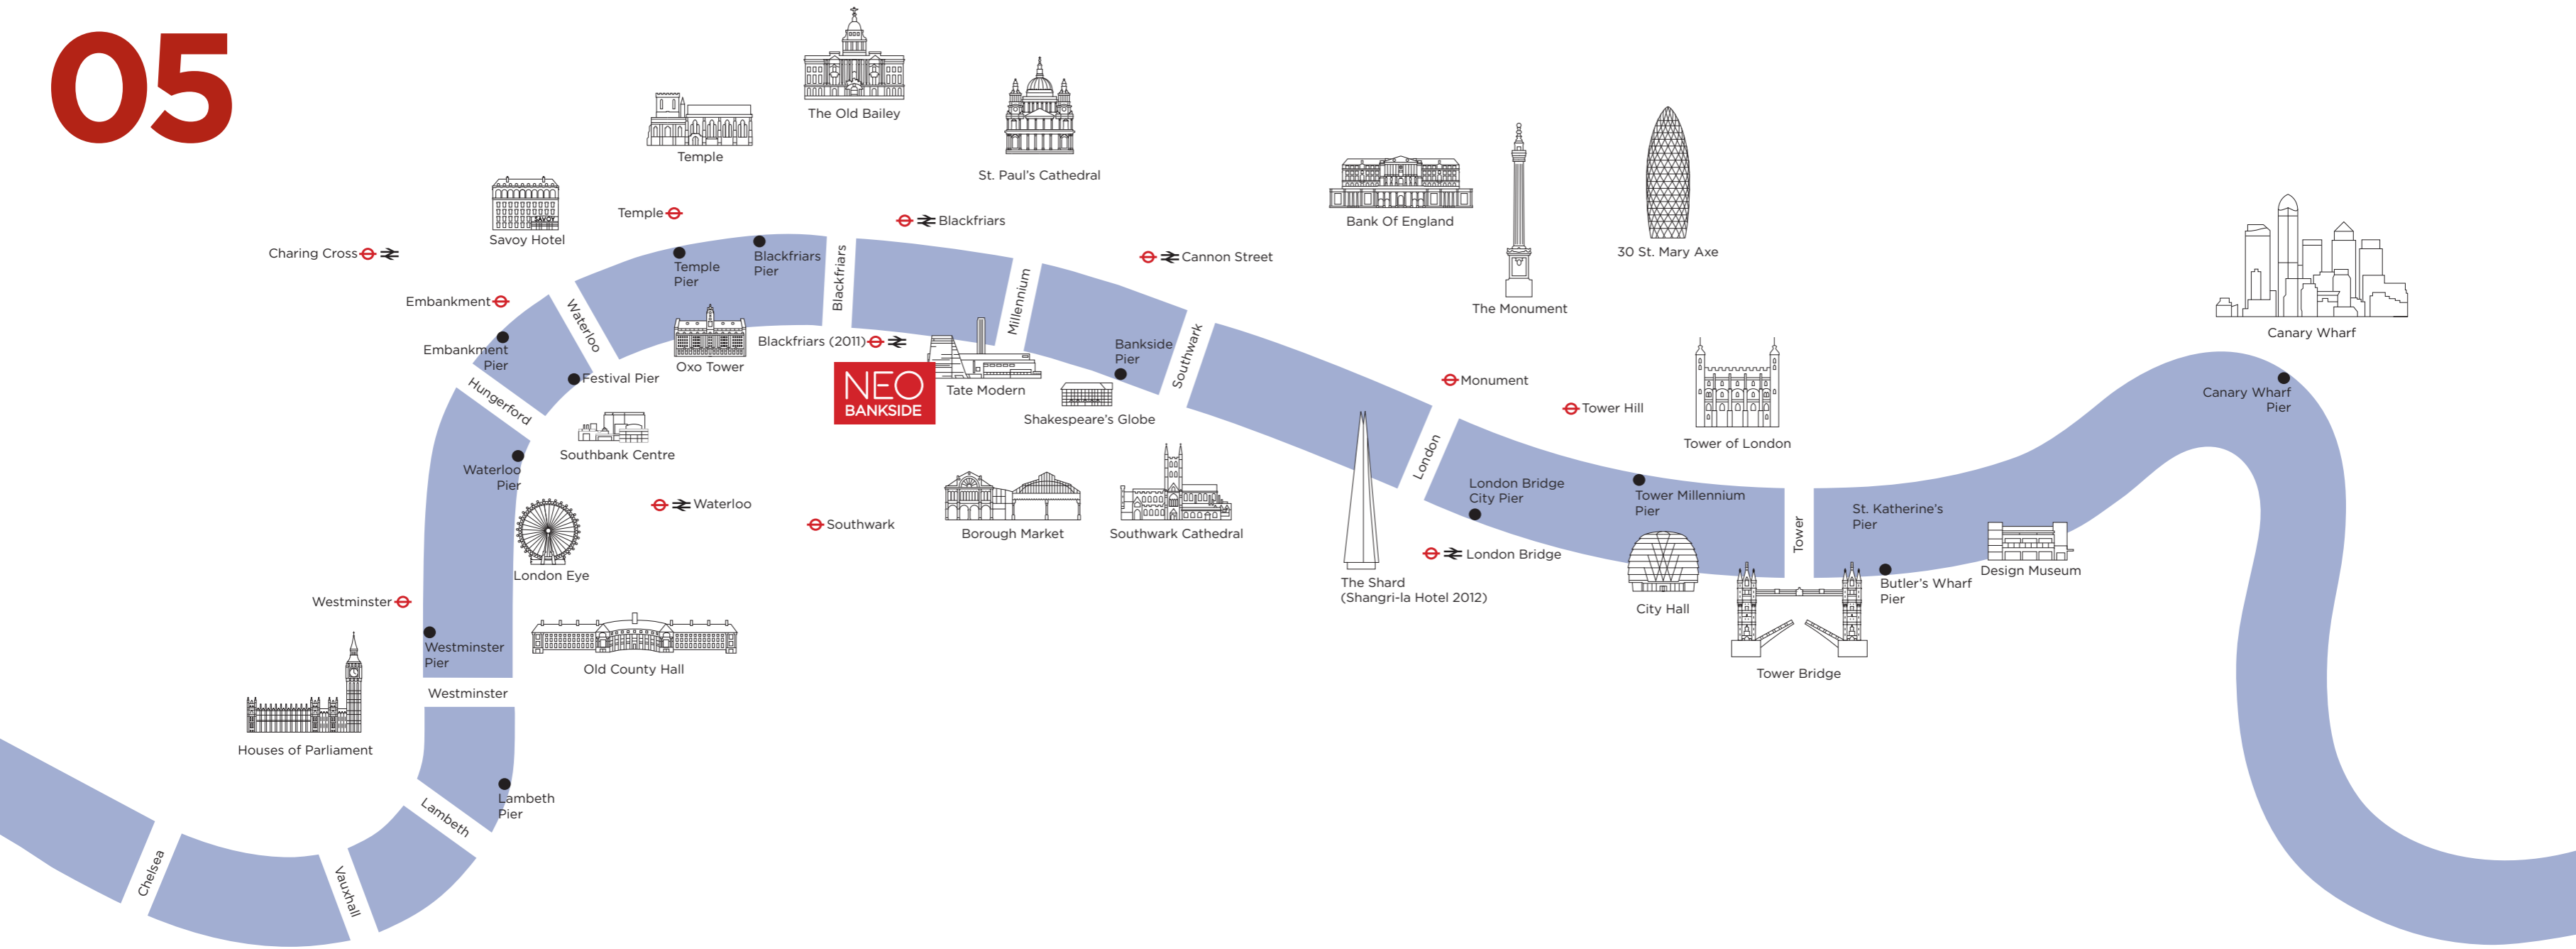 05
The Old Bailey
Temple
St. Paul's Cathedral
SAVOY
Savoy Hotel
Temple
Blackfriars
Bank Of England
30 St. Mary Axe
Charing Cross
Cannon Street
Temple
Pier
Blackfriars
Pier
Blackfriars
Embankment
Waterloo
Millennium
The Monument
Canary Wharf
Embankment
Pier
Blackfriars (2011)
Bankside
Pier
Southwark
Oxo Tower
Festival Pier
NEO
BANKSIDE
Tate Modern
Monument
Canary Wharf
Pier
Hungerford
Shakespeare's Globe
Tower Hill
Tower of London
Southbank Centre
London
Waterloo
Pier
London Bridge
City Pier
Tower Millennium
Pier
St. Katherine's
Pier
Waterloo
Southwark
Borough Market
Southwark Cathedral
Tower
London Bridge
London Eye
The Shard
(Shangri-la Hotel 2012)
Design Museum
Butler's Wharf
Pier
Westminster
City Hall
Westminster
Pier
Old County Hall
Tower Bridge
Westminster
Houses of Parliament
Lambeth
Pier
Lambeth
Chelsea
Vauxhall